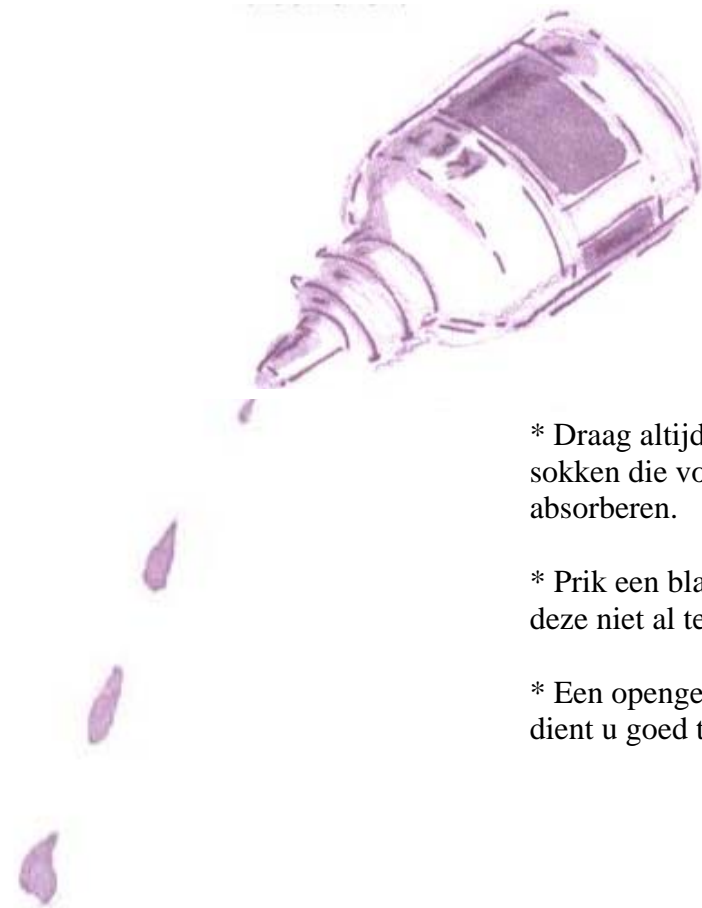 * Draag altijd
sokken die vo
absorberen.
* Prik een bla
deze niet al te
* Een openge
dient u goed t